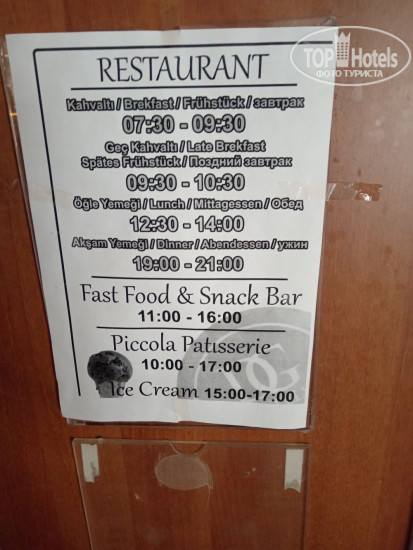 TOP Hotels
ФОТО ТУРИСТА
RESTAURANT
Kahvaltı / Brekfast / Frühstück / завтрак
07:30 - 09:30
Geç Kahvaltı / Late Brekfast
Spätes Frühstück / Поздний завтрак
09:30 - 10:30
Öğle Yemeği / Lunch / Mittagessen / Обед
12:30 - 14:00
Akşam Yemeği / Dinner / Abendessen / ужин
19:00 - 21:00
Fast Food & Snack Bar
11:00 - 16:00
Piccola Patısserie
10:00 - 17:00
Ice Cream 15:00-17:00